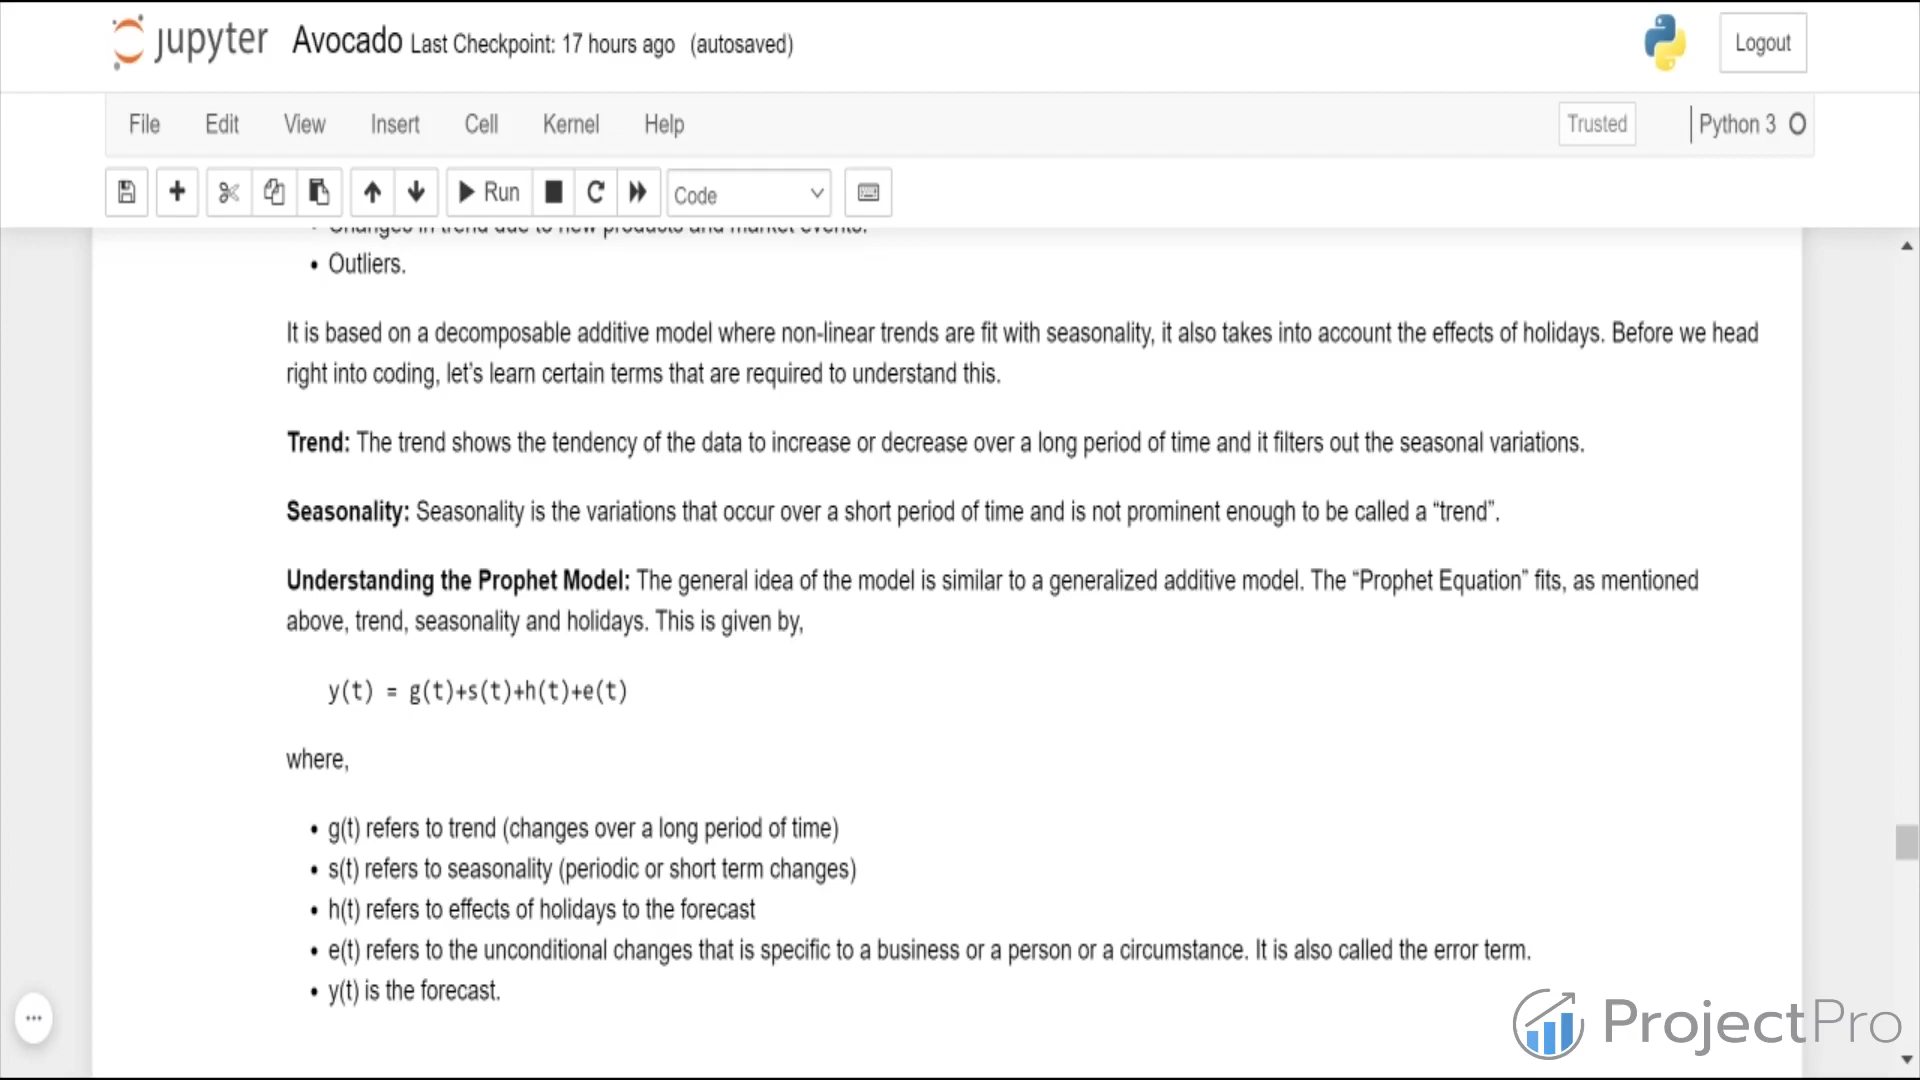 jupyter Avocado Last Checkpoint: 17 hours ago (autosaved)
Logout
File Edit View Insert Cell Kernel Help
Trusted
Python 3
Run
Code
• Changes in trend due to new products and market events.
• Outliers.
It is based on a decomposable additive model where non-linear trends are fit with seasonality, it also takes into account the effects of holidays. Before we head
right into coding, let’s learn certain terms that are required to understand this.
Trend: The trend shows the tendency of the data to increase or decrease over a long period of time and it filters out the seasonal variations.
Seasonality: Seasonality is the variations that occur over a short period of time and is not prominent enough to be called a “trend”.
Understanding the Prophet Model: The general idea of the model is similar to a generalized additive model. The “Prophet Equation” fits, as mentioned
above, trend, seasonality and holidays. This is given by,
y(t) = g(t)+s(t)+h(t)+e(t)
where,
• g(t) refers to trend (changes over a long period of time)
• s(t) refers to seasonality (periodic or short term changes)
• h(t) refers to effects of holidays to the forecast
• e(t) refers to the unconditional changes that is specific to a business or a person or a circumstance. It is also called the error term.
• y(t) is the forecast.
ProjectPro